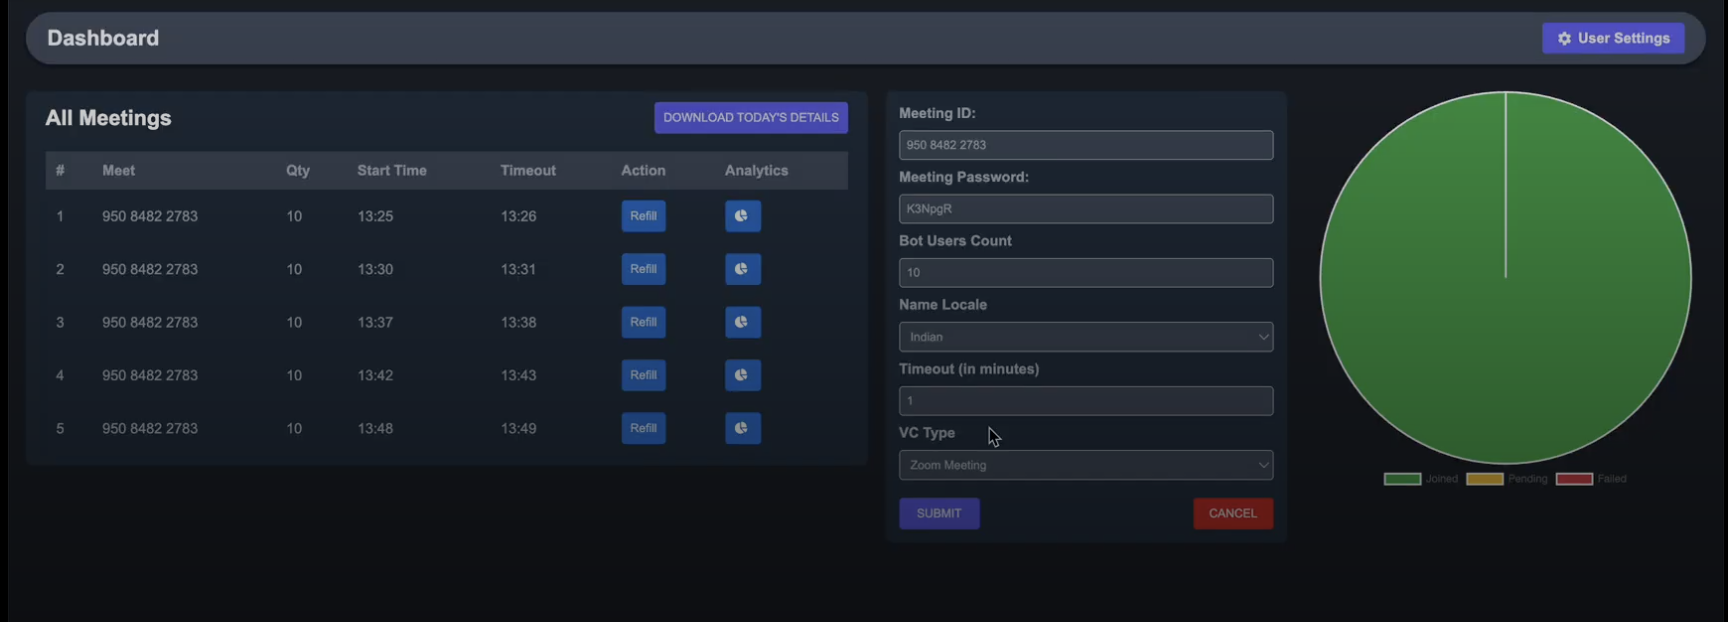 Dashboard
User Settings
All Meetings
DOWNLOAD TODAY'S DETAILS
# Meet Qty Start Time Timeout Action Analytics
1 950 8482 2783 10 13:25 13:26 Refill
2 950 8482 2783 10 13:30 13:31 Refill
3 950 8482 2783 10 13:37 13:38 Refill
4 950 8482 2783 10 13:42 13:43 Refill
5 950 8482 2783 10 13:48 13:49 Refill
Meeting ID:
950 8482 2783
Meeting Password:
K3NpgR
Bot Users Count
10
Name Locale
Indian
Timeout (in minutes)
1
VC Type
Zoom Meeting
SUBMIT CANCEL
Joined Pending Failed